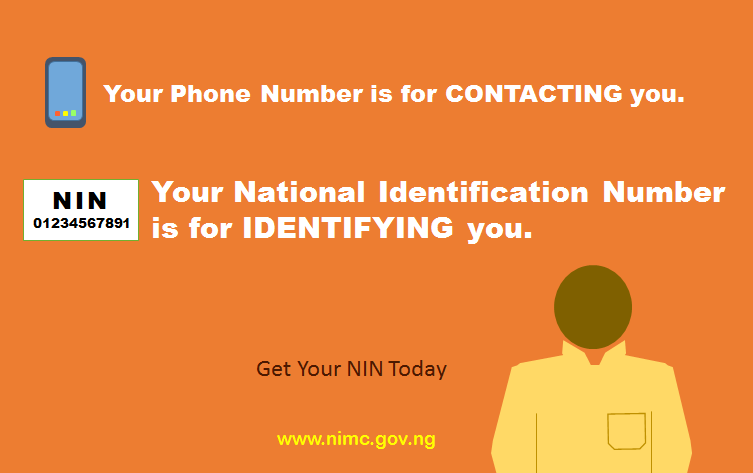 Your Phone Number is for CONTACTING you.
NIN
01234567891
Your National Identification Number
is for IDENTIFYING you.
Get Your NIN Today
www.nimc.gov.ng